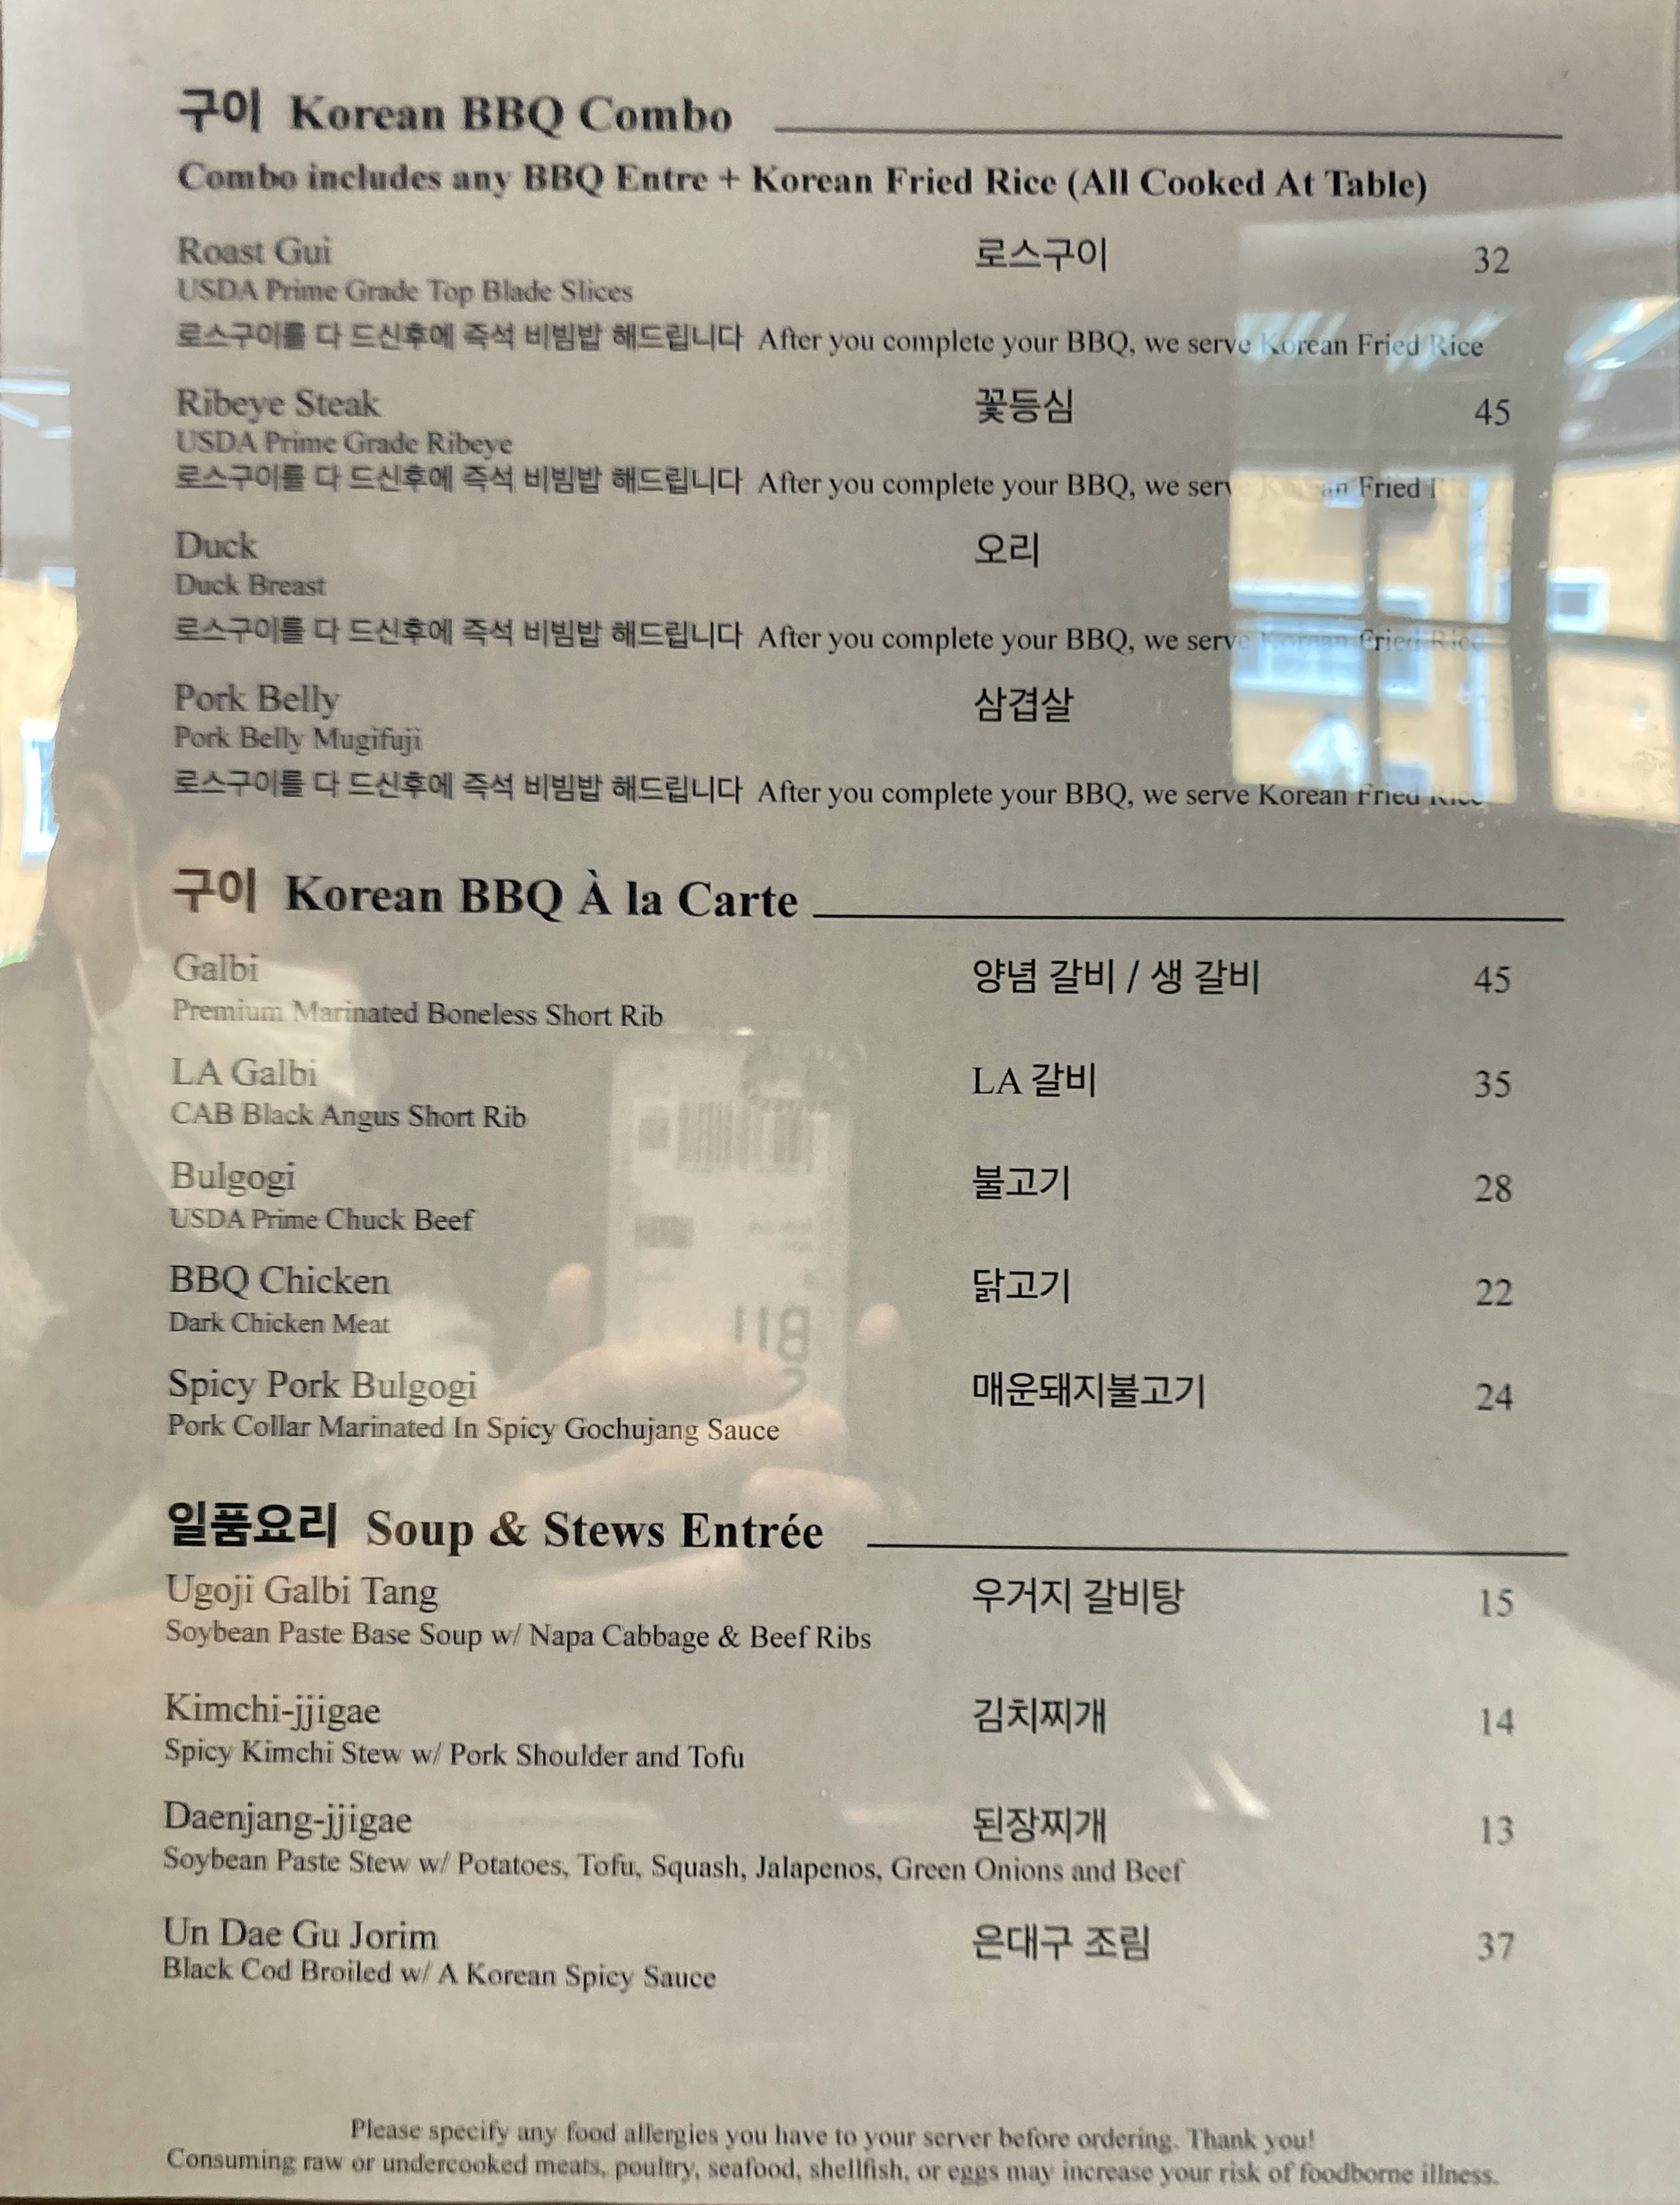 구이 Korean BBQ Combo
Combo includes any BBQ Entre + Korean Fried Rice (All Cooked At Table)
Roast Gui 로스구이 32
USDA Prime Grade Top Blade Slices
로스구이를 다 드신후에 즉석 비빔밥 해드립니다 After you complete your BBQ, we serve Korean Fried Rice
Ribeye Steak 꽃등심 45
USDA Prime Grade Ribeye
로스구이를 다 드신후에 즉석 비빔밥 해드립니다 After you complete your BBQ, we Fried
Duck 오리
Duck Breast
로스구이를 다 드신후에 즉석 비빔밥 해드립니다 After you complete your BBQ, we serve Korean Fried Rice
Pork Belly 삼겹살
Pork Belly Mugifuji
로스구이를 다 드신후에 즉석 비빔밥 해드립니다 After you complete your BBQ, we serve Korean Fried Rice
구이 Korean BBQ À la Carte
Galbi 양념 갈비 / 생 갈비 45
Premium Marinated Boneless Short Rib
LA Galbi LA 갈비 35
CAB Black Angus Short Rib
Bulgogi 불고기 28
USDA Prime Chuck Beef
BBQ Chicken 닭고기 22
Dark Chicken Meat
Spicy Pork Bulgogi 매운돼지불고기 24
Pork Collar Marinated In Spicy Gochujang Sauce
일품요리 Soup & Stews Entrée
Ugoji Galbi Tang 우거지 갈비탕 15
Soybean Paste Base Soup w/ Napa Cabbage & Beef Ribs
Kimchi-jjigae 김치찌개 14
Spicy Kimchi Stew w/ Pork Shoulder and Tofu
Daenjang-jjigae 된장찌개 13
Soybean Paste Stew w/ Potatoes, Tofu, Squash, Jalapenos, Green Onions and Beef
Un Dae Gu Jorim 은대구 조림 37
Black Cod Broiled w/ A Korean Spicy Sauce
Please specify any food allergies you have to your server before ordering. Thank you!
Consuming raw or undercooked meats, poultry, seafood, shellfish, or eggs may increase your risk of foodborne illness.